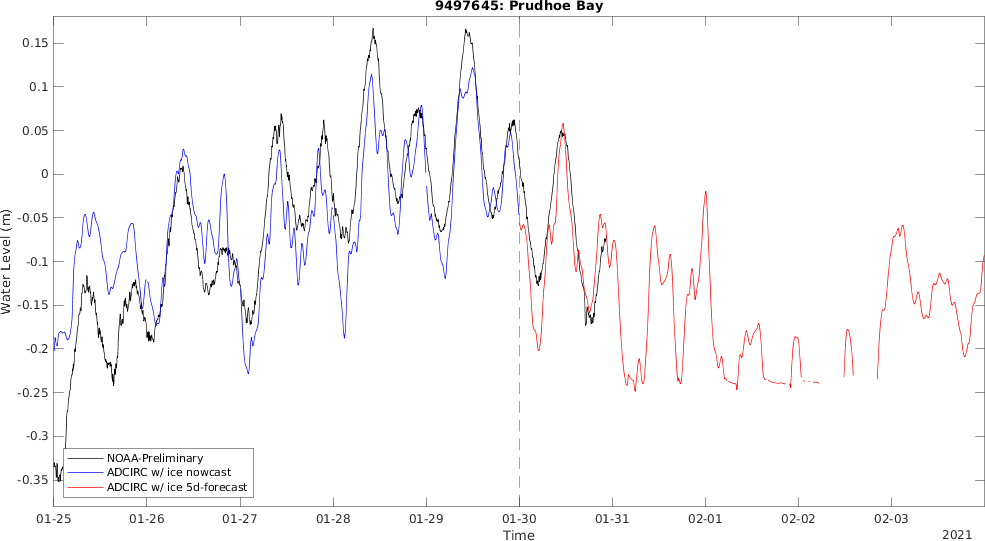 9497645: Prudhoe Bay
Water Level (m)
0.15
0.1
0.05
0
-0.05
-0.1
-0.15
-0.2
-0.25
-0.3
-0.35
NOAA-Preliminary
ADCIRC w/ ice nowcast
ADCIRC w/ ice 5d-forecast
01-25 01-26 01-27 01-28 01-29 01-30 01-31 02-01 02-02 02-03
Time
2021